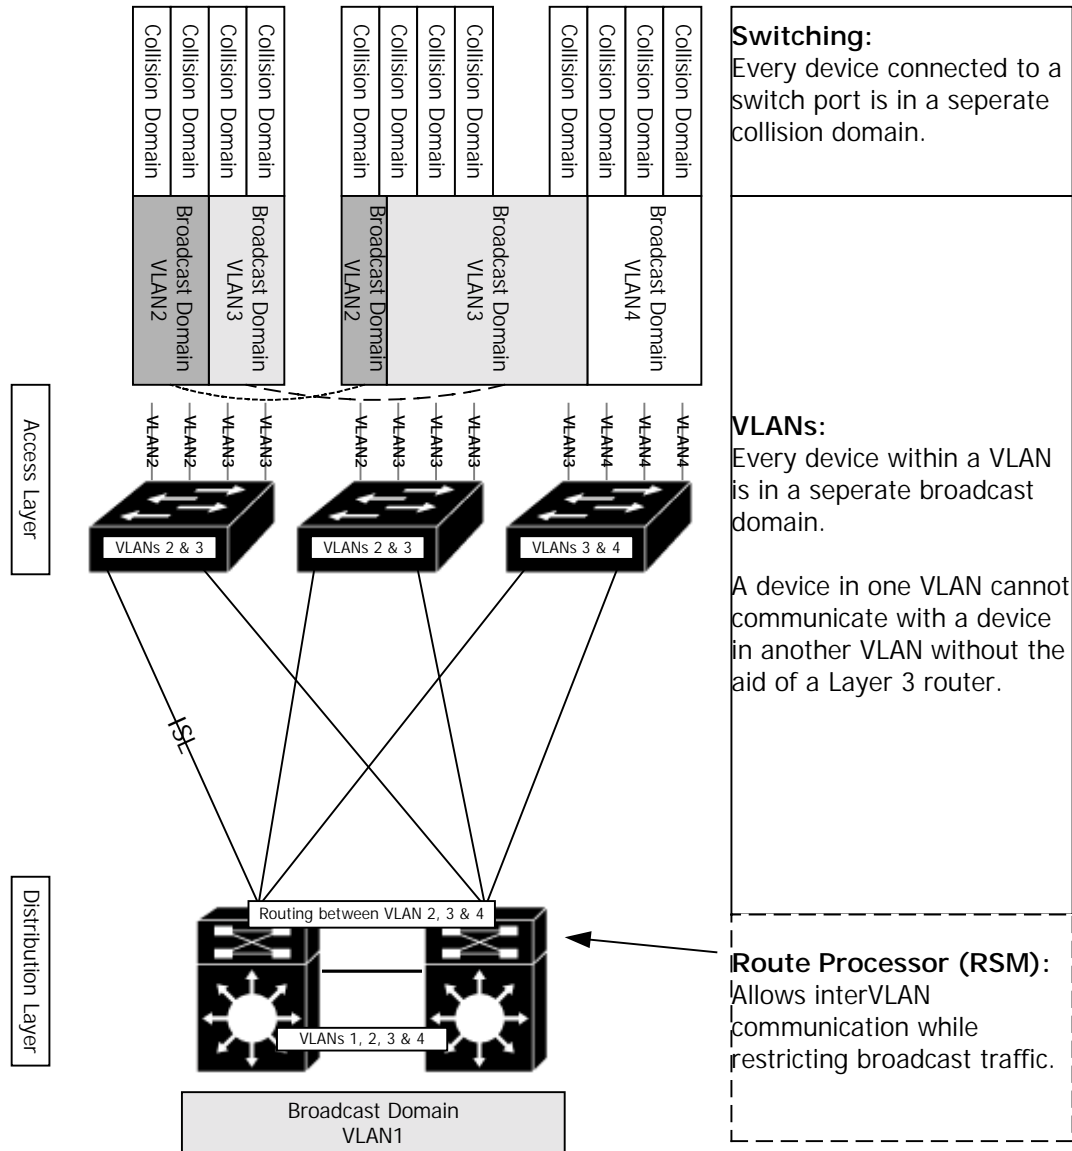 Collision Domain
Collision Domain
Collision Domain
Collision Domain
Collision Domain
Collision Domain
Collision Domain
Collision Domain
Collision Domain
Collision Domain
Collision Domain
Collision Domain
Switching:
Every device connected to a
switch port is in a seperate
collision domain.
Broadcast Domain
VLAN2
Broadcast Domain
VLAN3
Broadcast Domain
VLAN2
Broadcast Domain
VLAN3
Broadcast Domain
VLAN4
Access Layer
VLAN2
VLAN2
VLAN3
VLAN3
VLAN2
VLAN3
VLAN3
VLAN3
VLAN3
VLAN4
VLAN4
VLAN4
VLANs 2 & 3
VLANs 2 & 3
VLANs 3 & 4
VLANs:
Every device within a VLAN
is in a seperate broadcast
domain.
A device in one VLAN cannot
communicate with a device
in another VLAN without the
aid of a Layer 3 router.
ISL
Distribution Layer
Routing between VLAN 2, 3 & 4
VLANs 1, 2, 3 & 4
Route Processor (RSM):
Allows interVLAN
communication while
restricting broadcast traffic.
Broadcast Domain
VLAN1